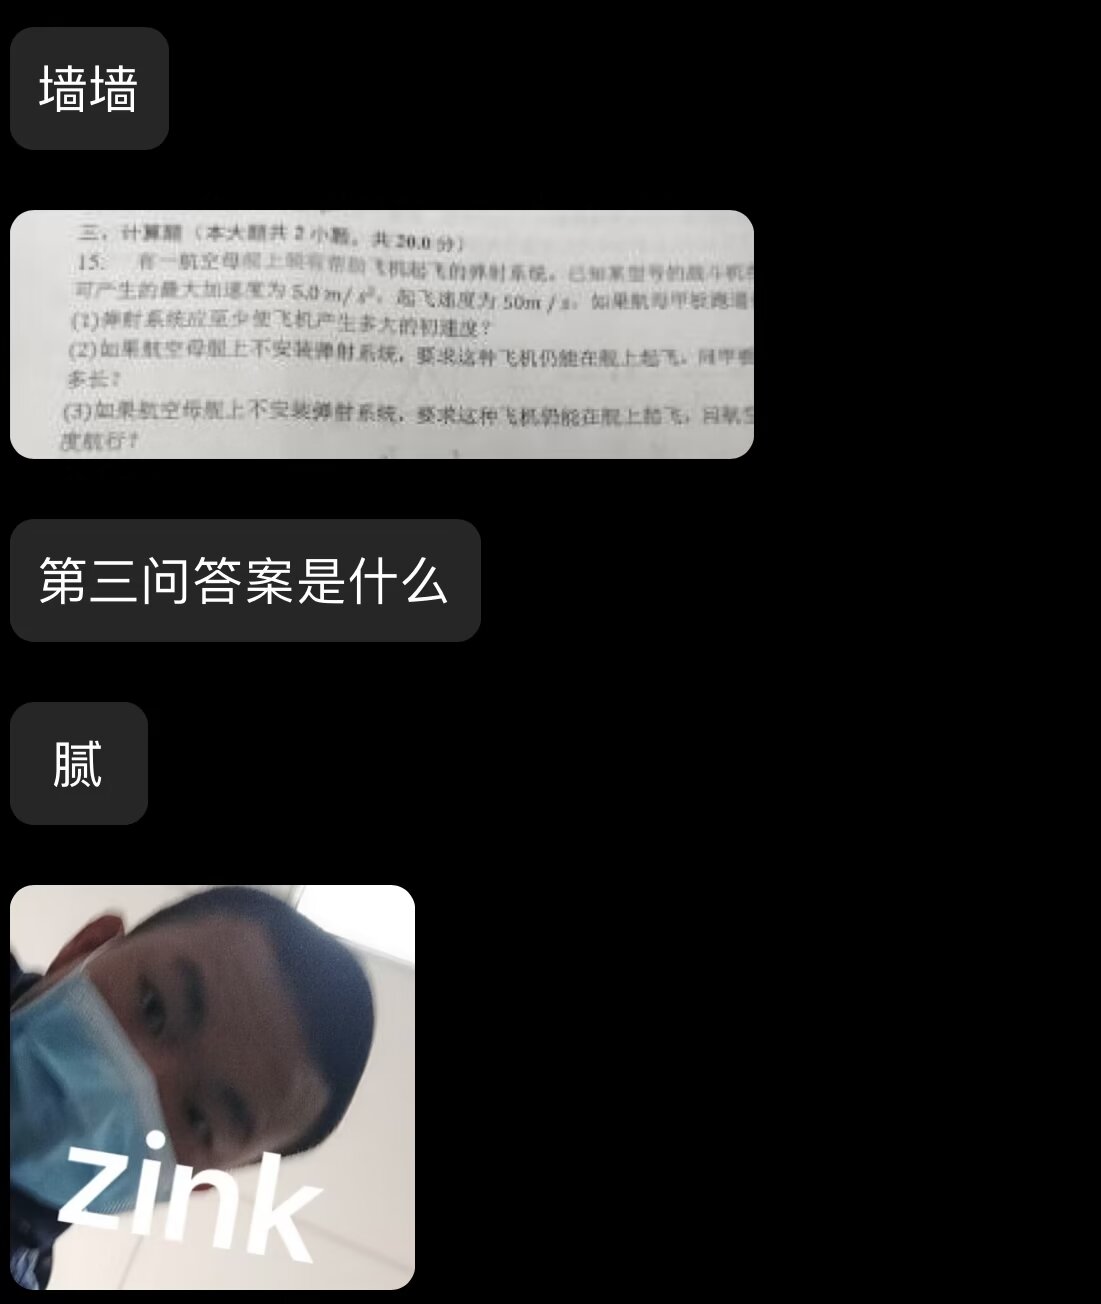 墙墙
三、计算题（本大题共 2 小题，共 20.0 分）
15. 有一航空母舰上领有帮助飞机起飞的弹射系统，已知某型号的战斗机
可产生的最大加速度为 5.0 m/s²，起飞速度为 50m/s，如果航母甲板跑道
(1)弹射系统应至少使飞机产生多大的初速度？
(2)如果航空母舰上不安装弹射系统，要求这种飞机仍能在舰上起飞，问甲板
多长？
(3)如果航空母舰上不安装弹射系统，要求这种飞机仍能在舰上起飞，问航
度航行？
第三问答案是什么
腻
zink